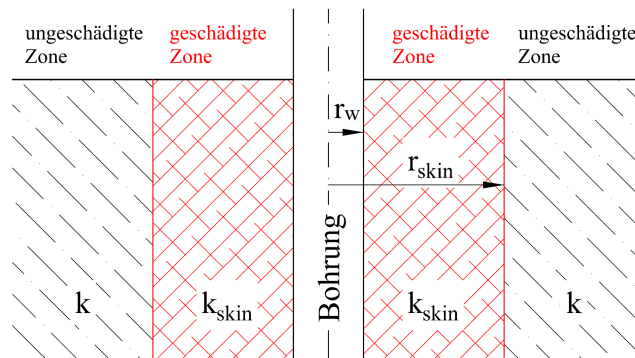 ungeschädigte
Zone
geschädigte
Zone
geschädigte
Zone
ungeschädigte
Zone
rw
rskin
Bohrung
k
kskin
kskin
k